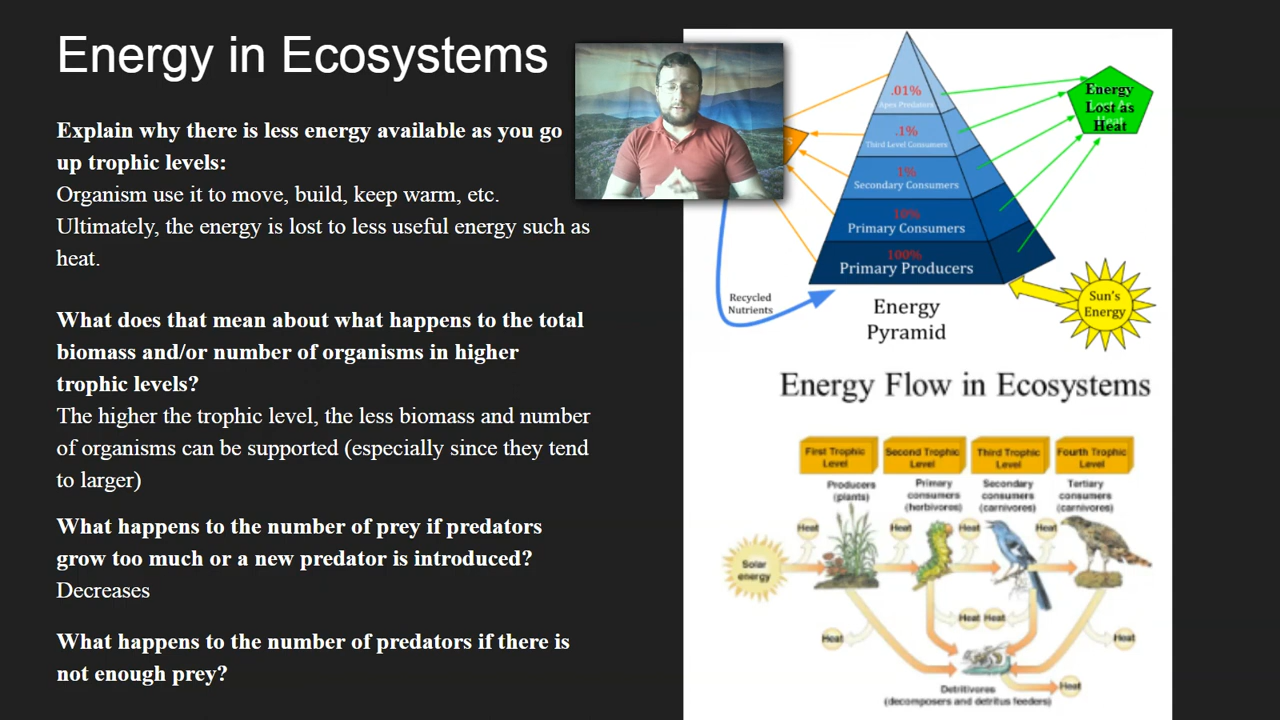 Energy in Ecosystems
Explain why there is less energy available as you go
up trophic levels:
Organism use it to move, build, keep warm, etc.
Ultimately, the energy is lost to less useful energy such as
heat.
What does that mean about what happens to the total
biomass and/or number of organisms in higher
trophic levels?
The higher the trophic level, the less biomass and number
of organisms can be supported (especially since they tend
to larger)
What happens to the number of prey if predators
grow too much or a new predator is introduced?
Decreases
What happens to the number of predators if there is
not enough prey?
.01%
Apex Predators
.1%
Third Level Consumers
1%
Secondary Consumers
10%
Primary Consumers
100%
Primary Producers
Energy
Lost as
Heat
Recycled
Nutrients
Sun's
Energy
Energy
Pyramid
Energy Flow in Ecosystems
First Trophic
Level
Second Trophic
Level
Third Trophic
Level
Fourth Trophic
Level
Producers
(plants)
Primary
consumers
(herbivores)
Secondary
consumers
(carnivores)
Tertiary
consumers
(carnivores)
Heat
Heat
Heat
Heat
Solar
energy
Heat
Heat
Heat
Heat
Heat
Detritivores
(decomposers and detritus feeders)